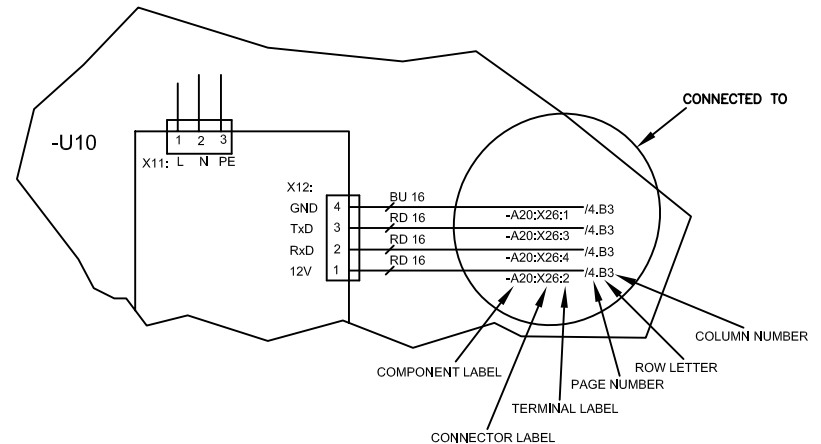 CONNECTED TO
-U10
1 2 3
X11: L N PE
X12:
GND 4 BU 16 /4.B3
-A20:X26:1
TxD 3 RD 16 /4.B3
-A20:X26:3
RxD 2 RD 16 /4.B3
-A20:X26:4
12V 1 RD 16 /4.B3
-A20:X26:2
COLUMN NUMBER
ROW LETTER
COMPONENT LABEL
PAGE NUMBER
TERMINAL LABEL
CONNECTOR LABEL